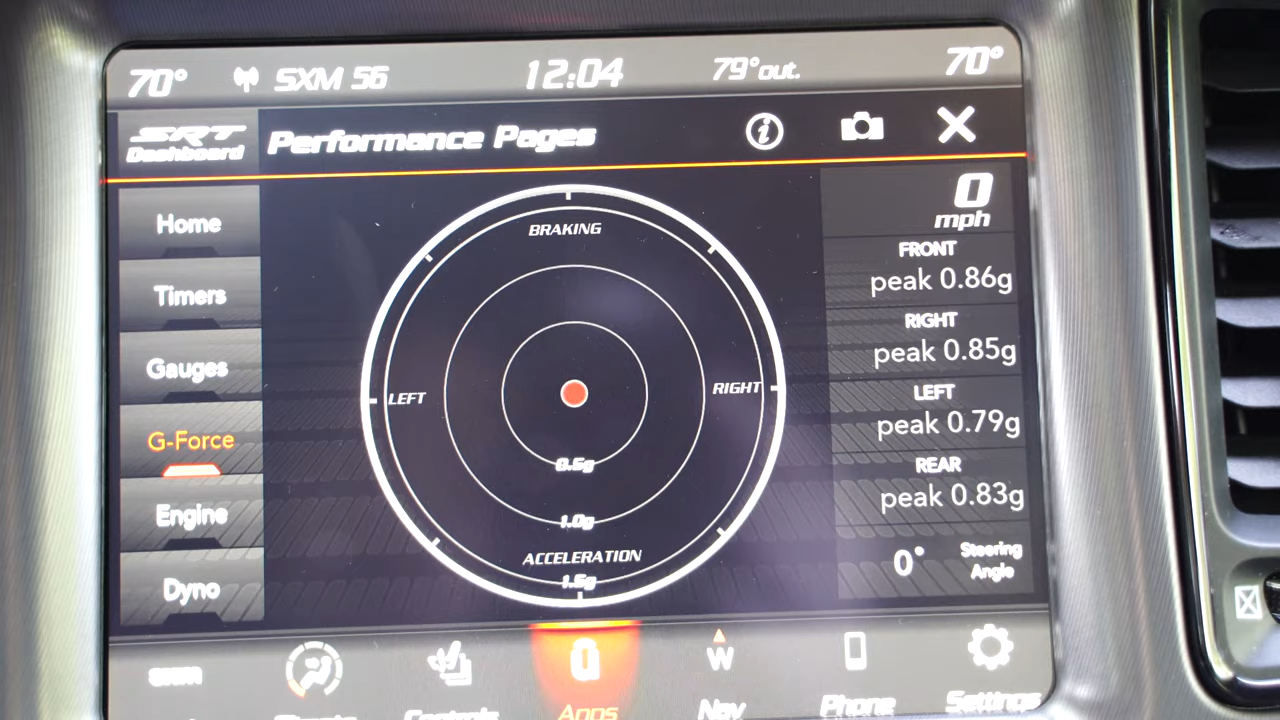 70°
SXM 56
12:04
79°out.
70°
SRT
Dashboard
Performance Pages
Home
Timers
Gauges
G-Force
Engine
Dyno
BRAKING
LEFT
RIGHT
0.5g
1.0g
ACCELERATION
1.5g
0
mph
FRONT
peak 0.86g
RIGHT
peak 0.85g
LEFT
peak 0.79g
REAR
peak 0.83g
0°
Steering
Angle
W
Controls
Apps
Nav
Phone
Settings